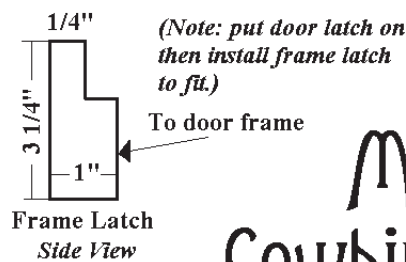 1/4"
(Note: put door latch on
then install frame latch
to fit.)
3 1/4"
To door frame
1"
Frame Latch
Side View